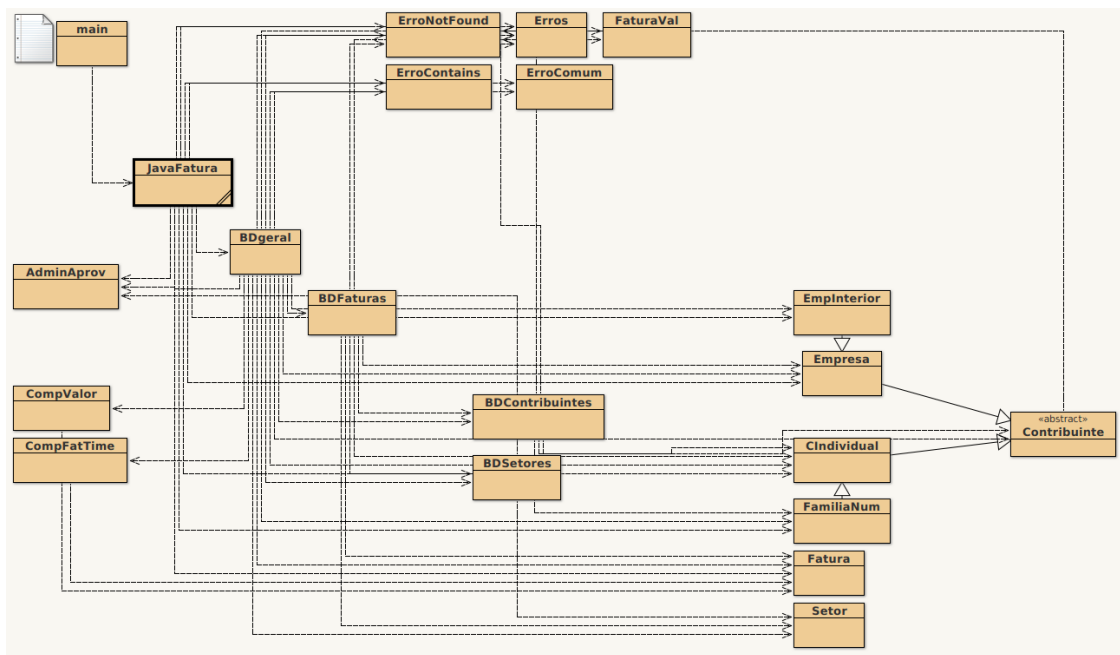 main
ErroNotFound
Erros
FaturaVal
ErroContains
ErroComum
JavaFatura
BDgeral
AdminAprov
BDFaturas
EmpInterior
Empresa
CompValor
BDContribuintes
«abstract»
Contribuinte
CompFatTime
CIndividual
BDSetores
FamiliaNum
Fatura
Setor